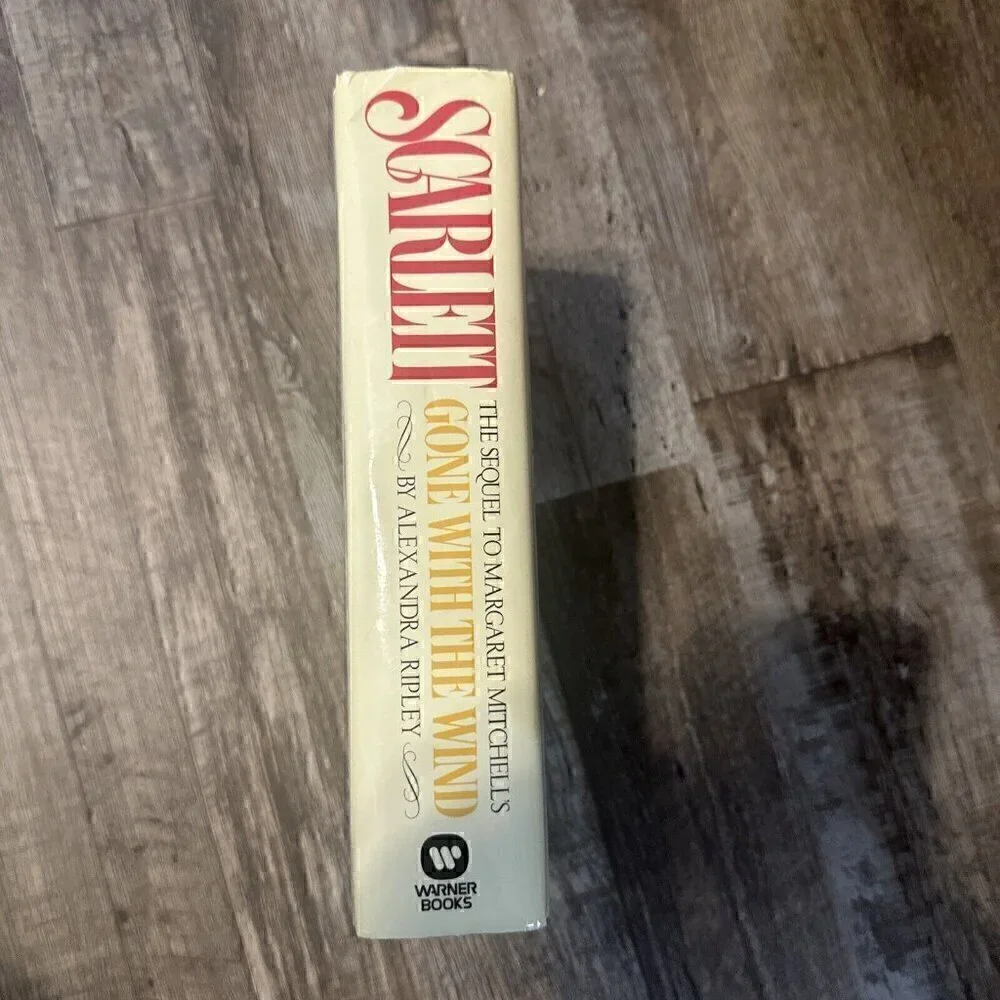 SCARLETT
THE SEQUEL TO MARGARET MITCHELL'S
GONE WITH THE WIND
BY ALEXANDRA RIPLEY
W
WARNER
BOOKS